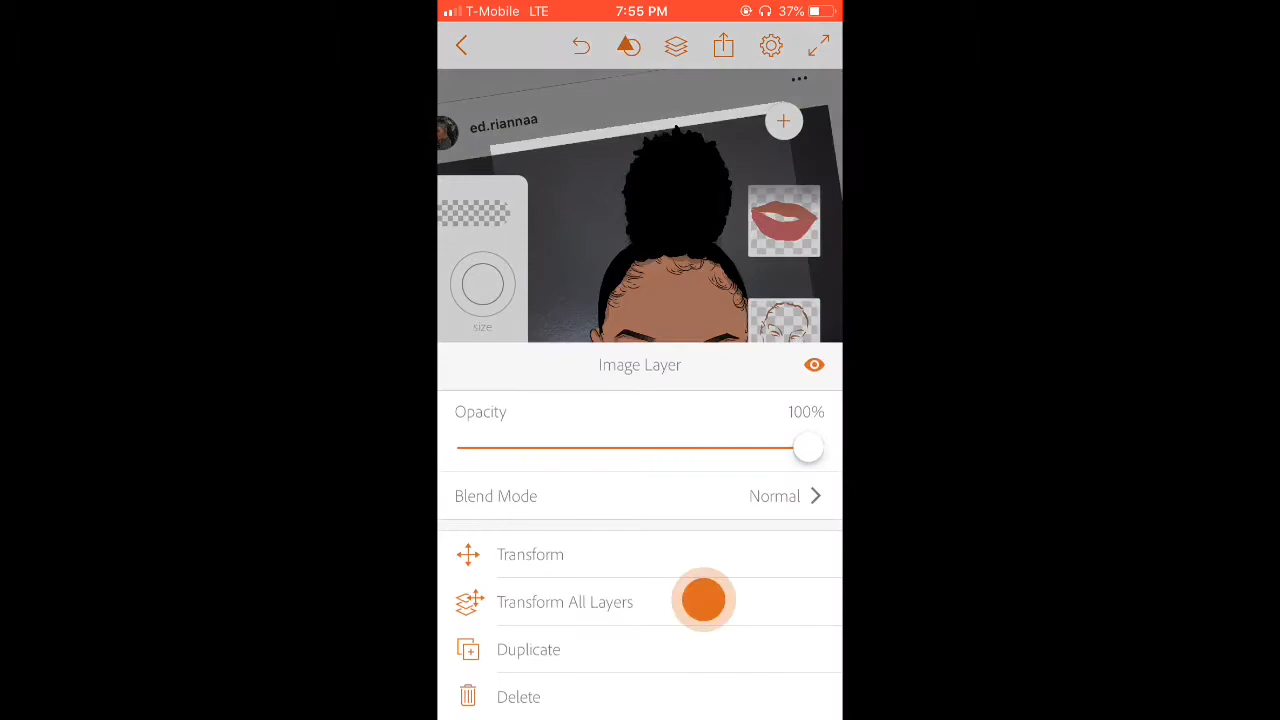 T-Mobile LTE 7:55 PM 37%
ed.riannaa
size
Image Layer
Opacity 100%
Blend Mode Normal
Transform
Transform All Layers
Duplicate
Delete